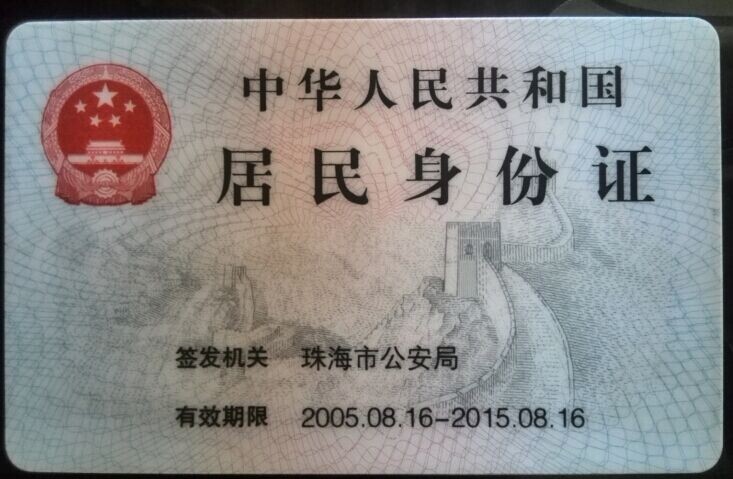 中华人民共和国
居民身份证
签发机关 珠海市公安局
有效期限 2005.08.16-2015.08.16